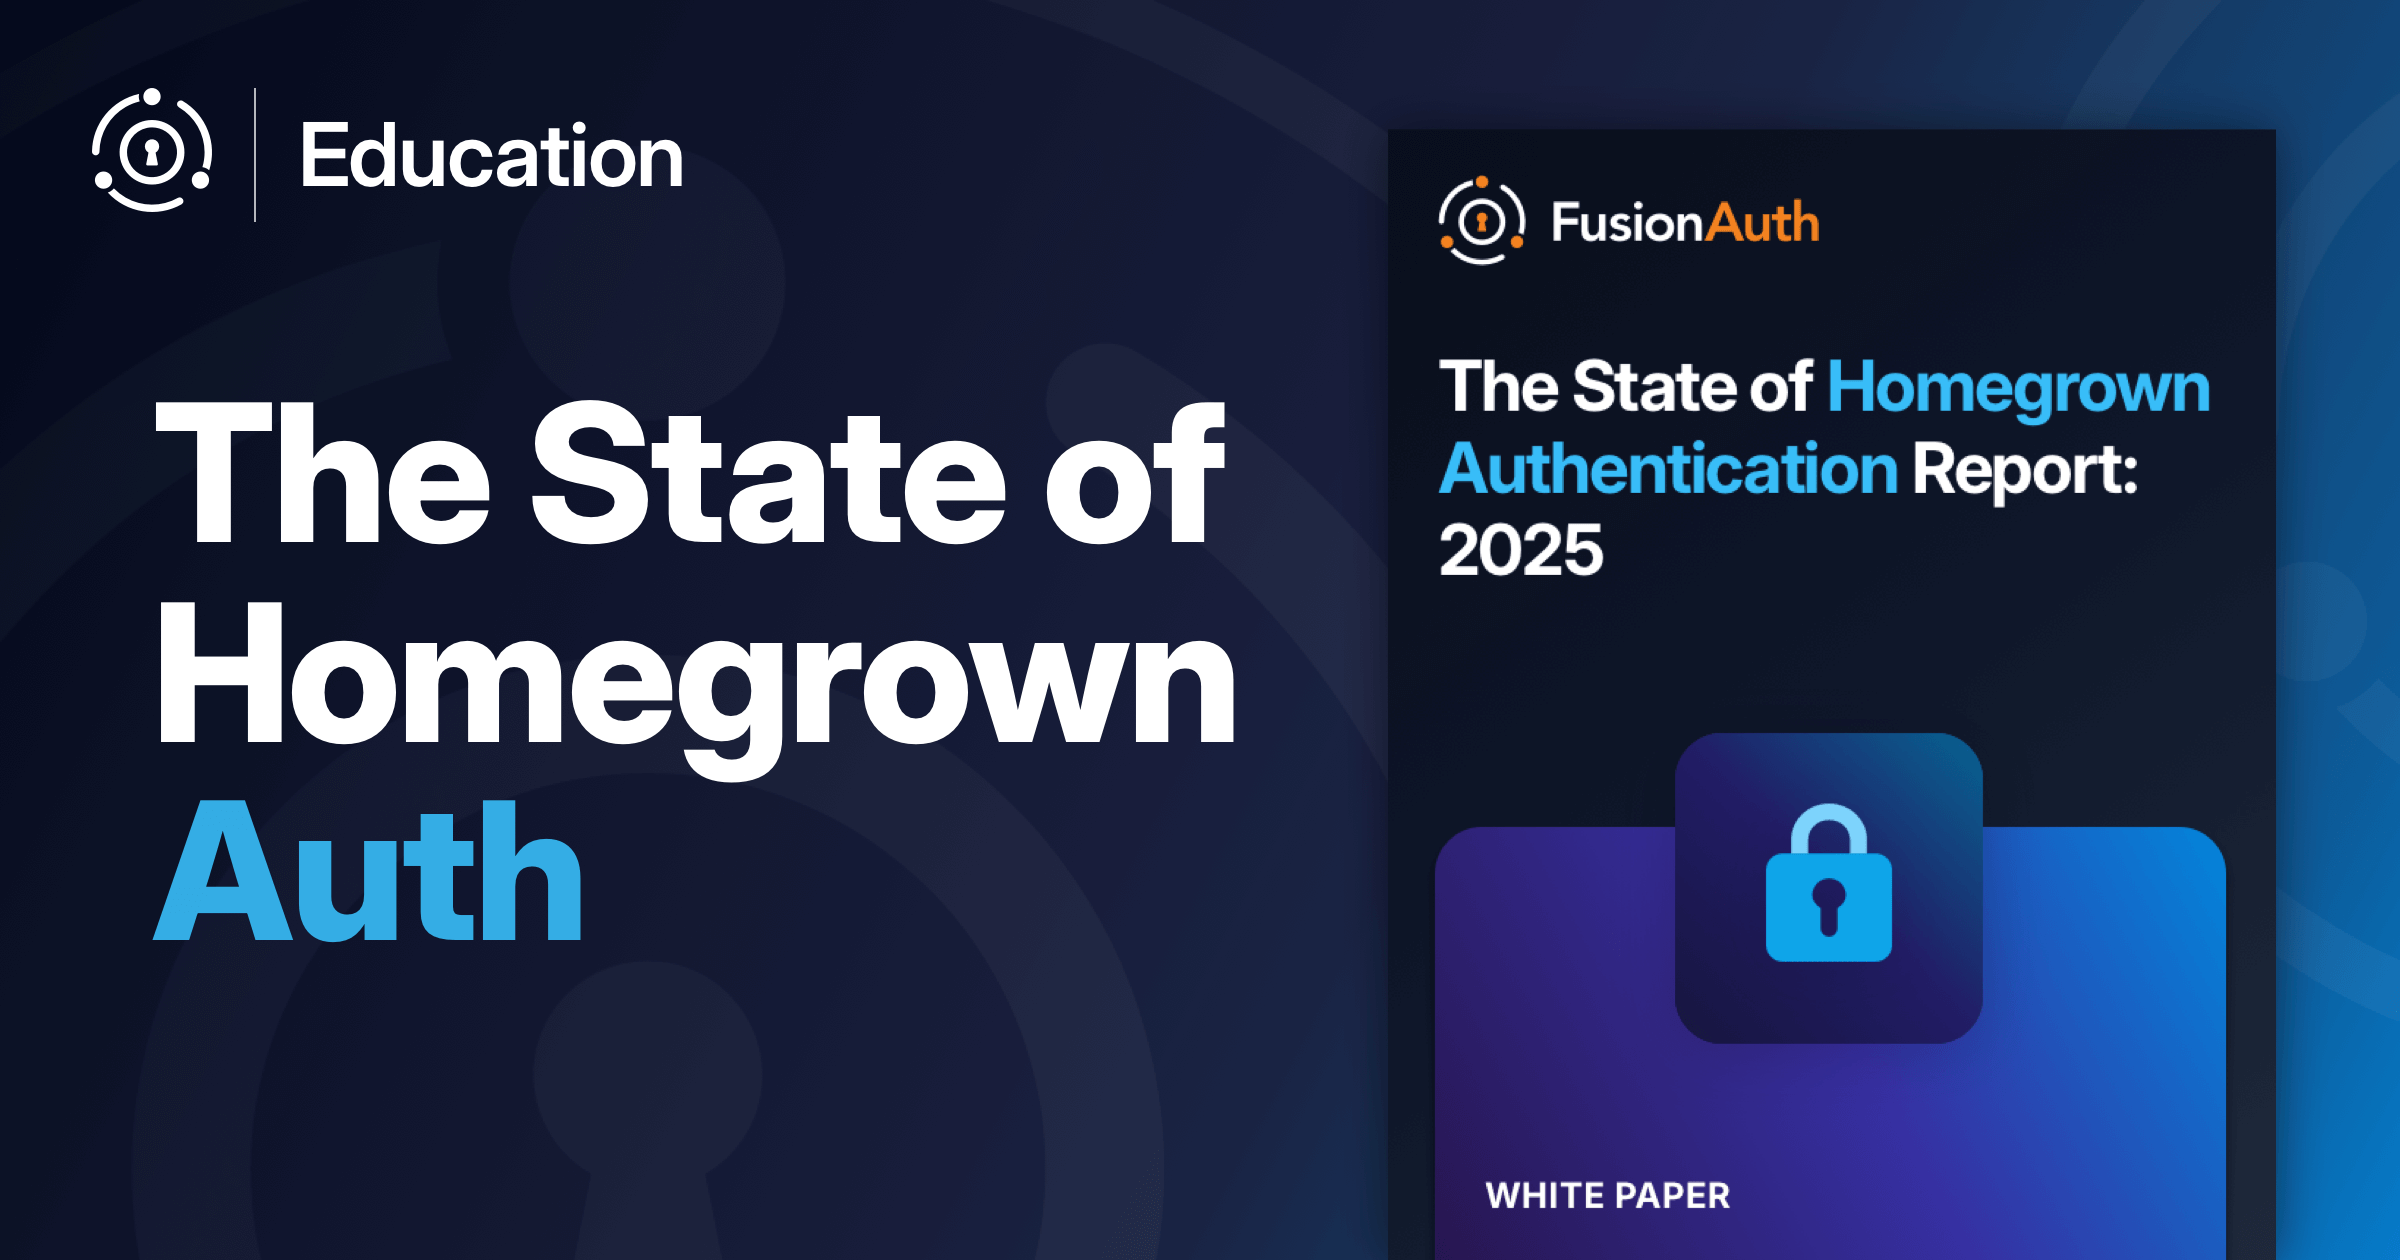 Education
The State of
Homegrown
Auth
FusionAuth
The State of Homegrown
Authentication Report:
2025
WHITE PAPER